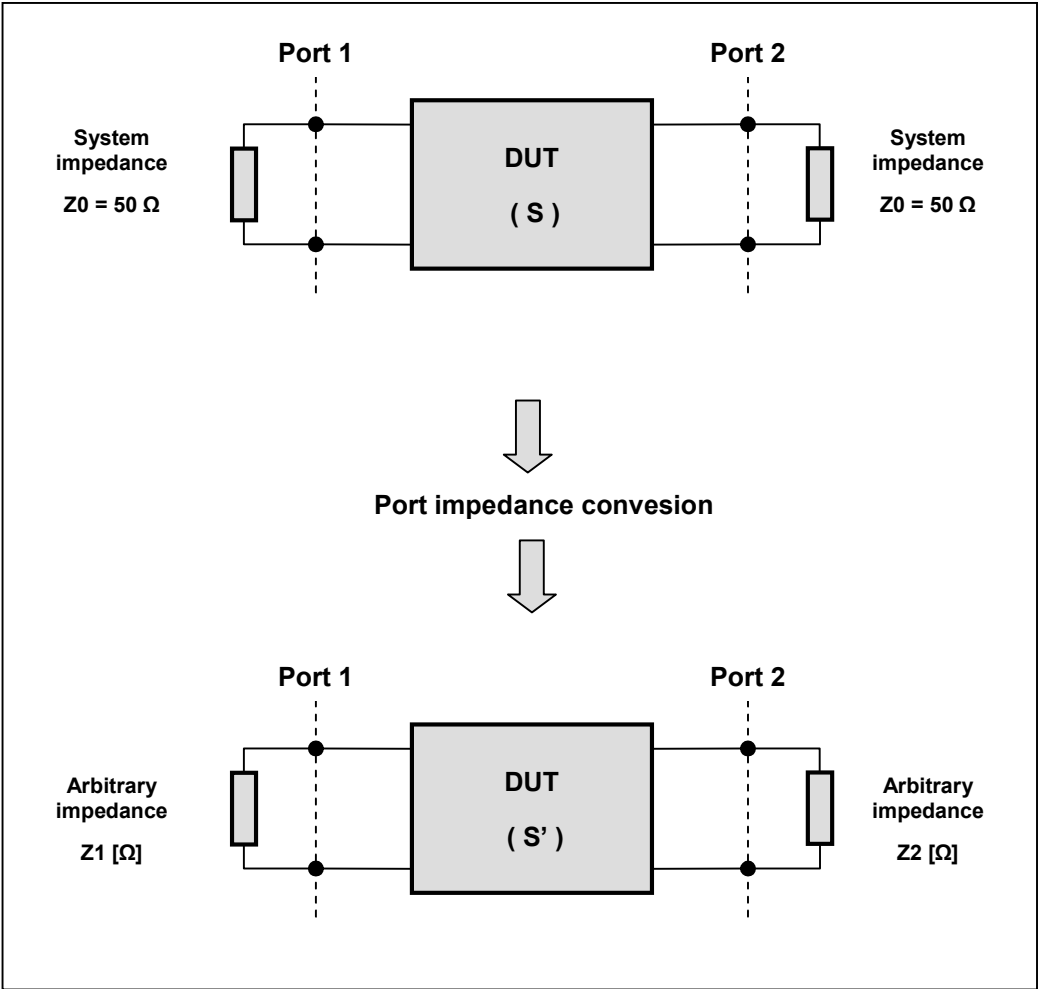 Port 1
Port 2
System
impedance
Z0 = 50 Ω
DUT
( S )
System
impedance
Z0 = 50 Ω
Port impedance convesion
Port 1
Port 2
Arbitrary
impedance
Z1 [Ω]
DUT
( S’ )
Arbitrary
impedance
Z2 [Ω]